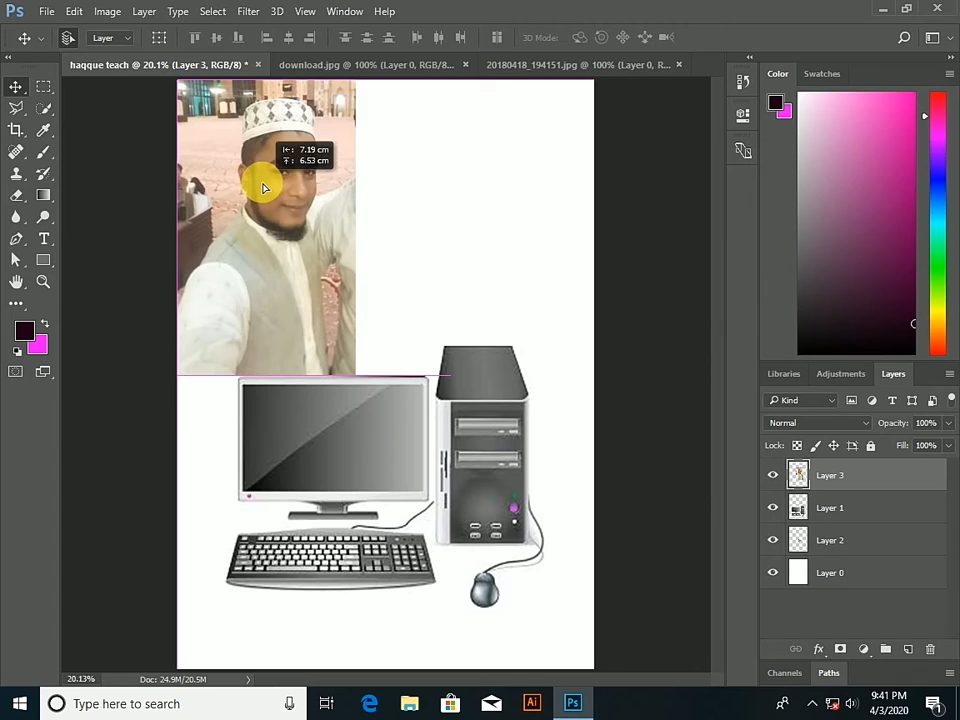 Ps File Edit Image Layer Type Select Filter 3D View Window Help
Layer 3D Mode:
haqque teach @ 20.1% (Layer 3, RGB/8) * × download.jpg @ 100% (Layer 0, RGB/8... × 20180418_194151.jpg @ 100% (Layer 0, R... ×
Color Swatches
7.19 cm
6.53 cm
Libraries Adjustments Layers
Kind
Normal Opacity: 100%
Lock: Fill: 100%
Layer 3
Layer 1
Layer 2
Layer 0
Channels Paths
20.13% Doc: 24.9M/20.5M
Type here to search
Ai Ps
9:41 PM
4/3/2020